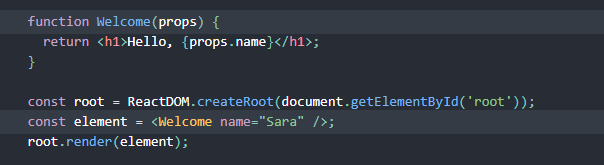 function Welcome(props) {
  return <h1>Hello, {props.name}</h1>;
}

const root = ReactDOM.createRoot(document.getElementById('root'));
const element = <Welcome name="Sara" />;
root.render(element);